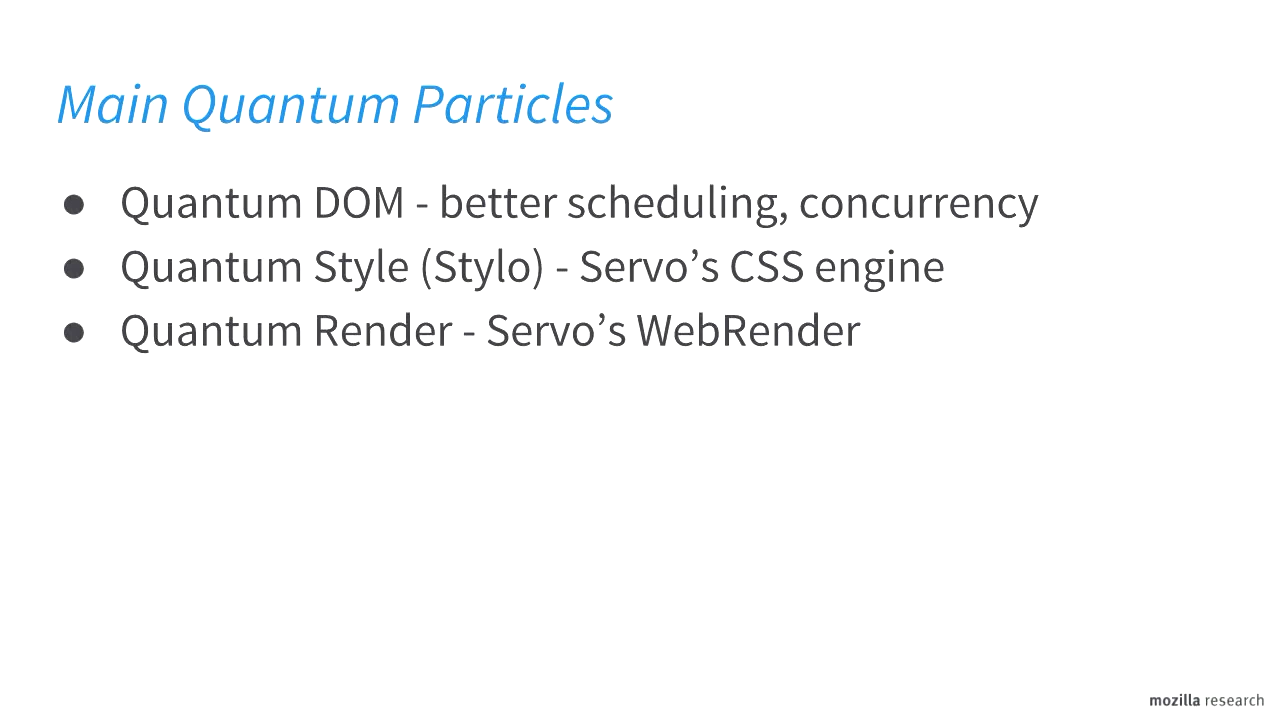 Main Quantum Particles
● Quantum DOM - better scheduling, concurrency
● Quantum Style (Stylo) - Servo’s CSS engine
● Quantum Render - Servo’s WebRender
mozilla research